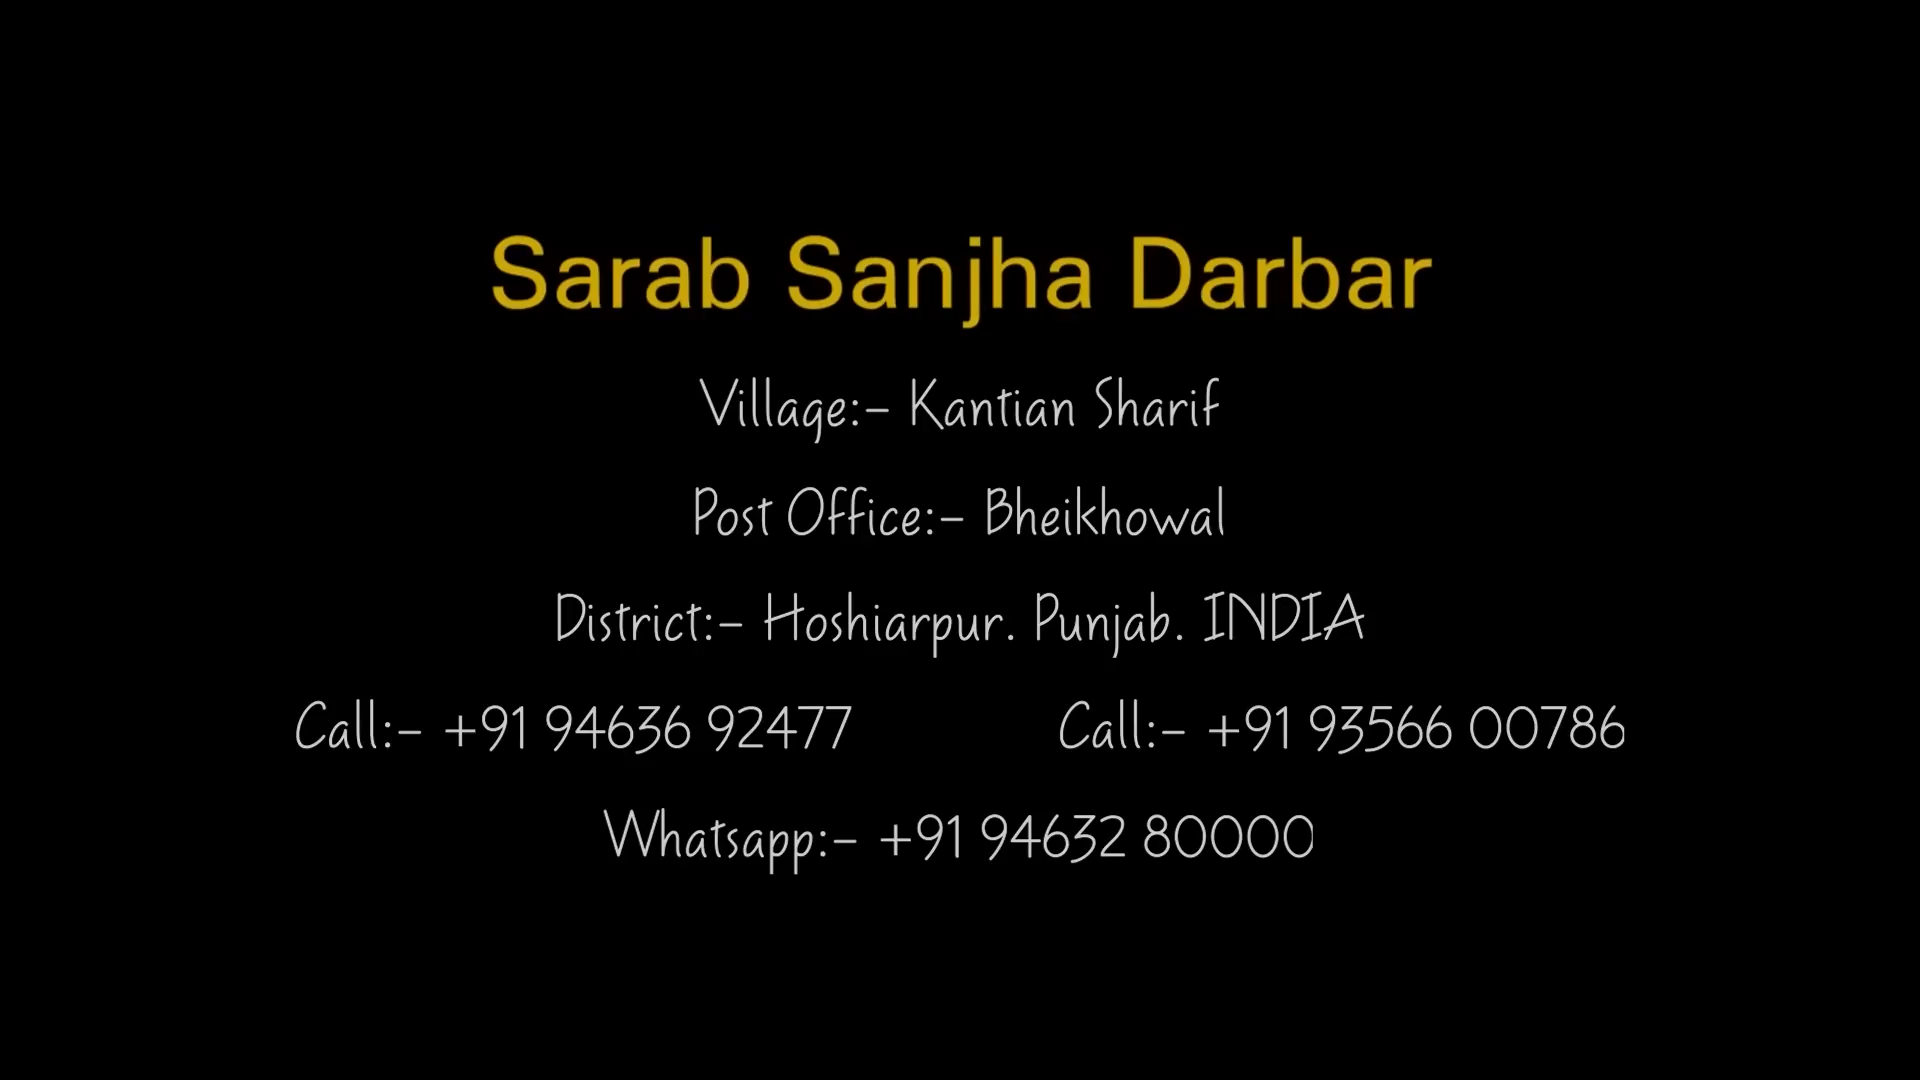 Sarab Sanjha Darbar
Village:- Kantian Sharif
Post Office:- Bheikhowal
District:- Hoshiarpur. Punjab. INDIA
Call:- +91 94636 92477 Call:- +91 93566 00786
Whatsapp:- +91 94632 80000